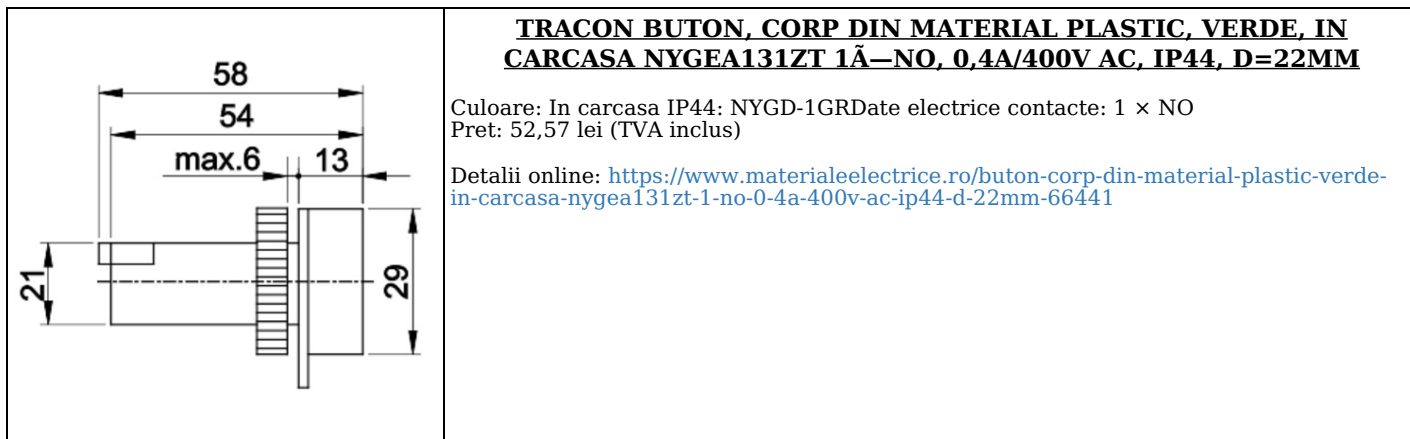 58
54
max.6
13
21
29
TRACON BUTON, CORP DIN MATERIAL PLASTIC, VERDE, IN
CARCASA NYGEA131ZT 1Ã—NO, 0,4A/400V AC, IP44, D=22MM
Culoare: In carcasa IP44: NYGD-1GRDate electrice contacte: 1 × NO
Pret: 52,57 lei (TVA inclus)
Detalii online: https://www.materialeelectrice.ro/buton-corp-din-material-plastic-verde-
in-carcasa-nygea131zt-1-no-0-4a-400v-ac-ip44-d-22mm-66441